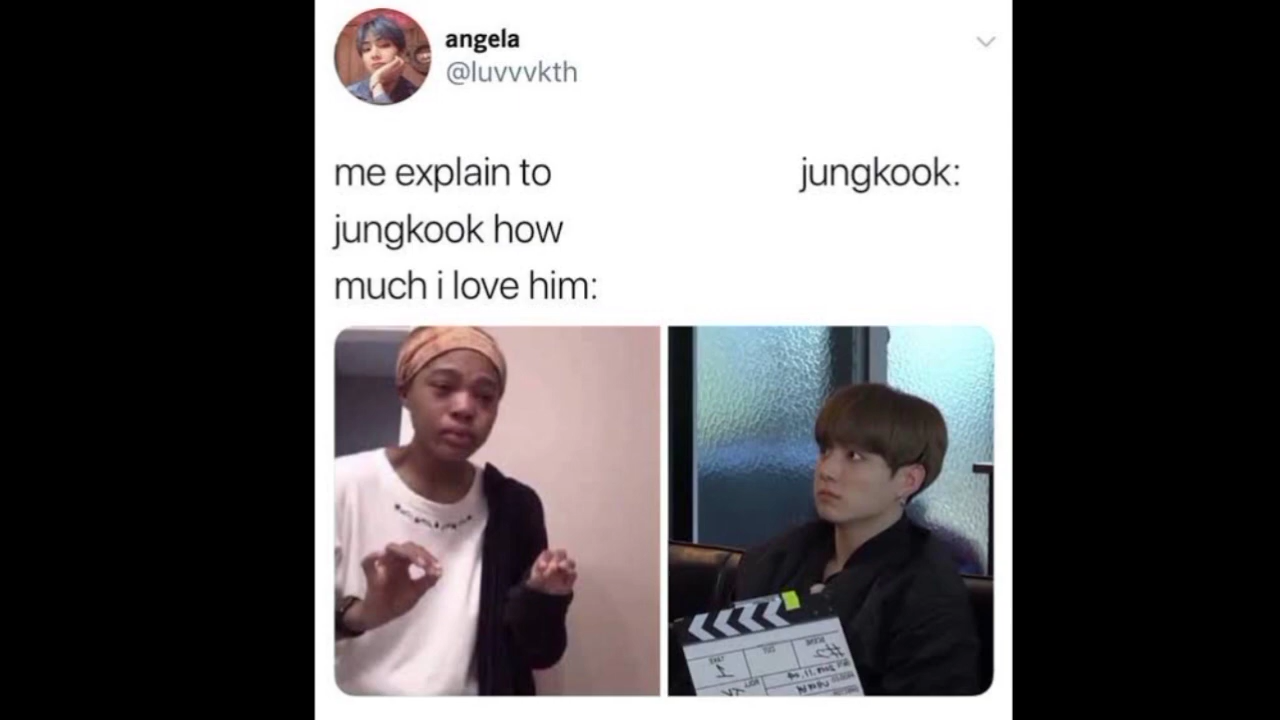 angela
@luvvvkth
me explain to
jungkook how
much i love him:
jungkook: